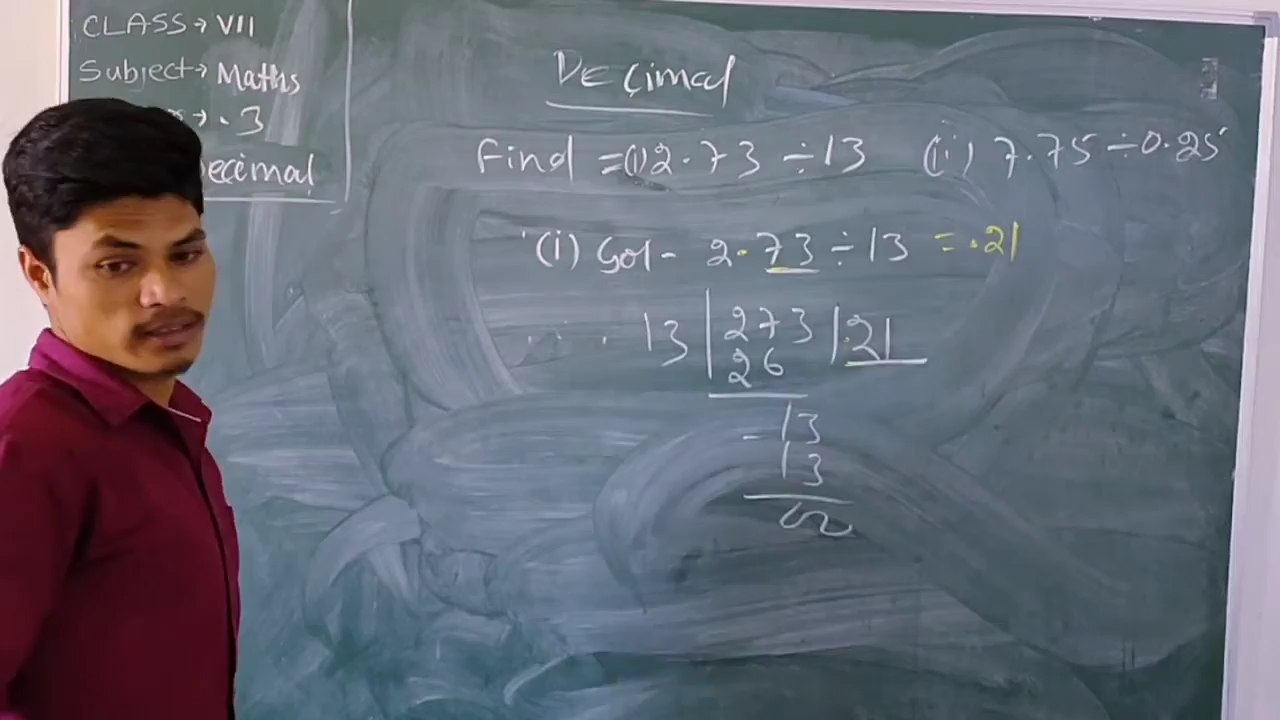 CLASS → VII
Subject → Maths
→ .3
ecimal
DEcimal
Find = (i) 2.73 ÷ 13 (ii) 7.75 ÷ 0.25
(i) Sol - 2.73 ÷ 13 = .21
13 | 273 | .21
26
- 13
13